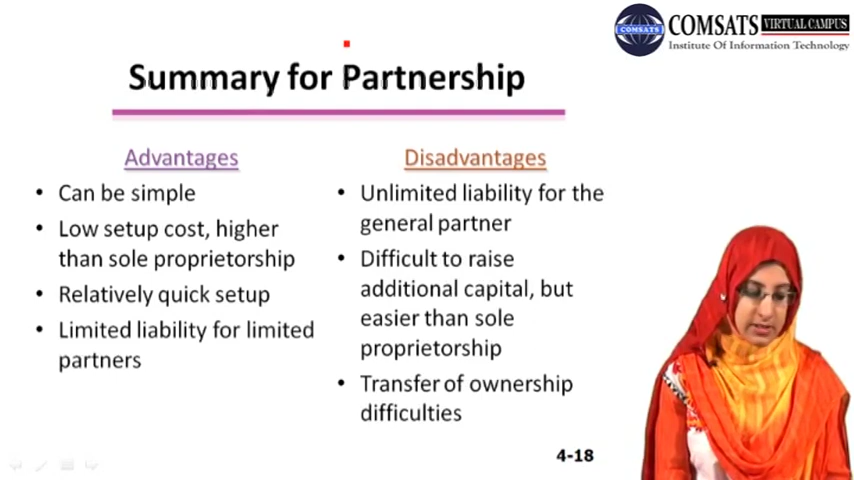 COMSATS VIRTUAL CAMPUS
COMSATS
Institute Of Information Technology
Summary for Partnership
Advantages
• Can be simple
• Low setup cost, higher
than sole proprietorship
• Relatively quick setup
• Limited liability for limited
partners
Disadvantages
• Unlimited liability for the
general partner
• Difficult to raise
additional capital, but
easier than sole
proprietorship
• Transfer of ownership
difficulties
4-18